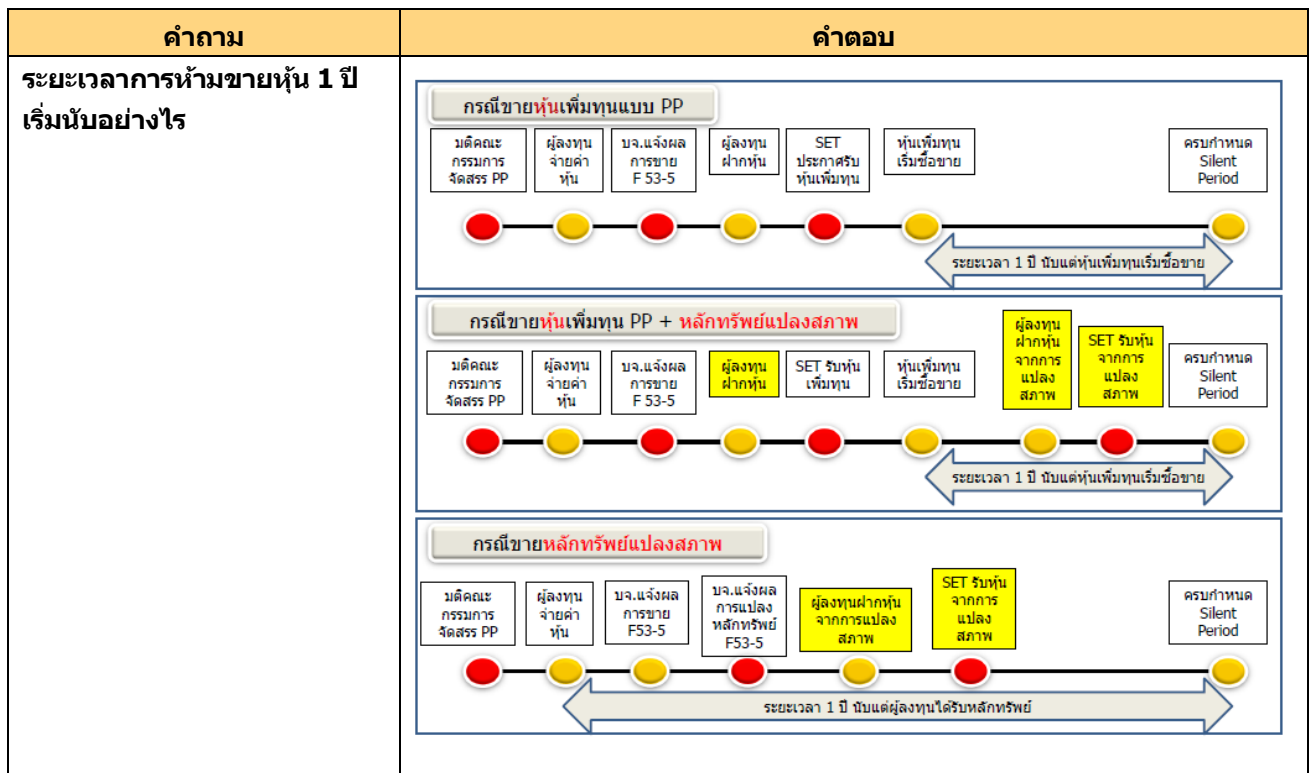 คำถาม
คำตอบ
ระยะเวลาการห้ามขายหุ้น 1 ปี
เริ่มนับอย่างไร
กรณีขายหุ้นเพิ่มทุนแบบ PP
มติคณะ
กรรมการ
จัดสรร PP
ผู้ลงทุน
จ่ายค่า
หุ้น
บจ.แจ้งผล
การขาย
F 53-5
ผู้ลงทุน
ฝากหุ้น
SET
ประกาศรับ
หุ้นเพิ่มทุน
หุ้นเพิ่มทุน
เริ่มซื้อขาย
ครบกำหนด
Silent
Period
ระยะเวลา 1 ปี นับแต่หุ้นเพิ่มทุนเริ่มซื้อขาย
กรณีขายหุ้นเพิ่มทุน PP + หลักทรัพย์แปลงสภาพ
มติคณะ
กรรมการ
จัดสรร PP
ผู้ลงทุน
จ่ายค่า
หุ้น
บจ.แจ้งผล
การขาย
F 53-5
ผู้ลงทุน
ฝากหุ้น
SET รับหุ้น
เพิ่มทุน
หุ้นเพิ่มทุน
เริ่มซื้อขาย
ผู้ลงทุน
ฝากหุ้น
จากการ
แปลง
สภาพ
SET รับหุ้น
จากการ
แปลง
สภาพ
ครบกำหนด
Silent
Period
ระยะเวลา 1 ปี นับแต่หุ้นเพิ่มทุนเริ่มซื้อขาย
กรณีขายหลักทรัพย์แปลงสภาพ
มติคณะ
กรรมการ
จัดสรร PP
ผู้ลงทุน
จ่ายค่า
หุ้น
บจ.แจ้งผล
การขาย
F53-5
บจ.แจ้งผล
การแปลง
หลักทรัพย์
F53-5
ผู้ลงทุนฝากหุ้น
จากการแปลง
สภาพ
SET รับหุ้น
จากการ
แปลง
สภาพ
ครบกำหนด
Silent
Period
ระยะเวลา 1 ปี นับแต่ผู้ลงทุนได้รับหลักทรัพย์